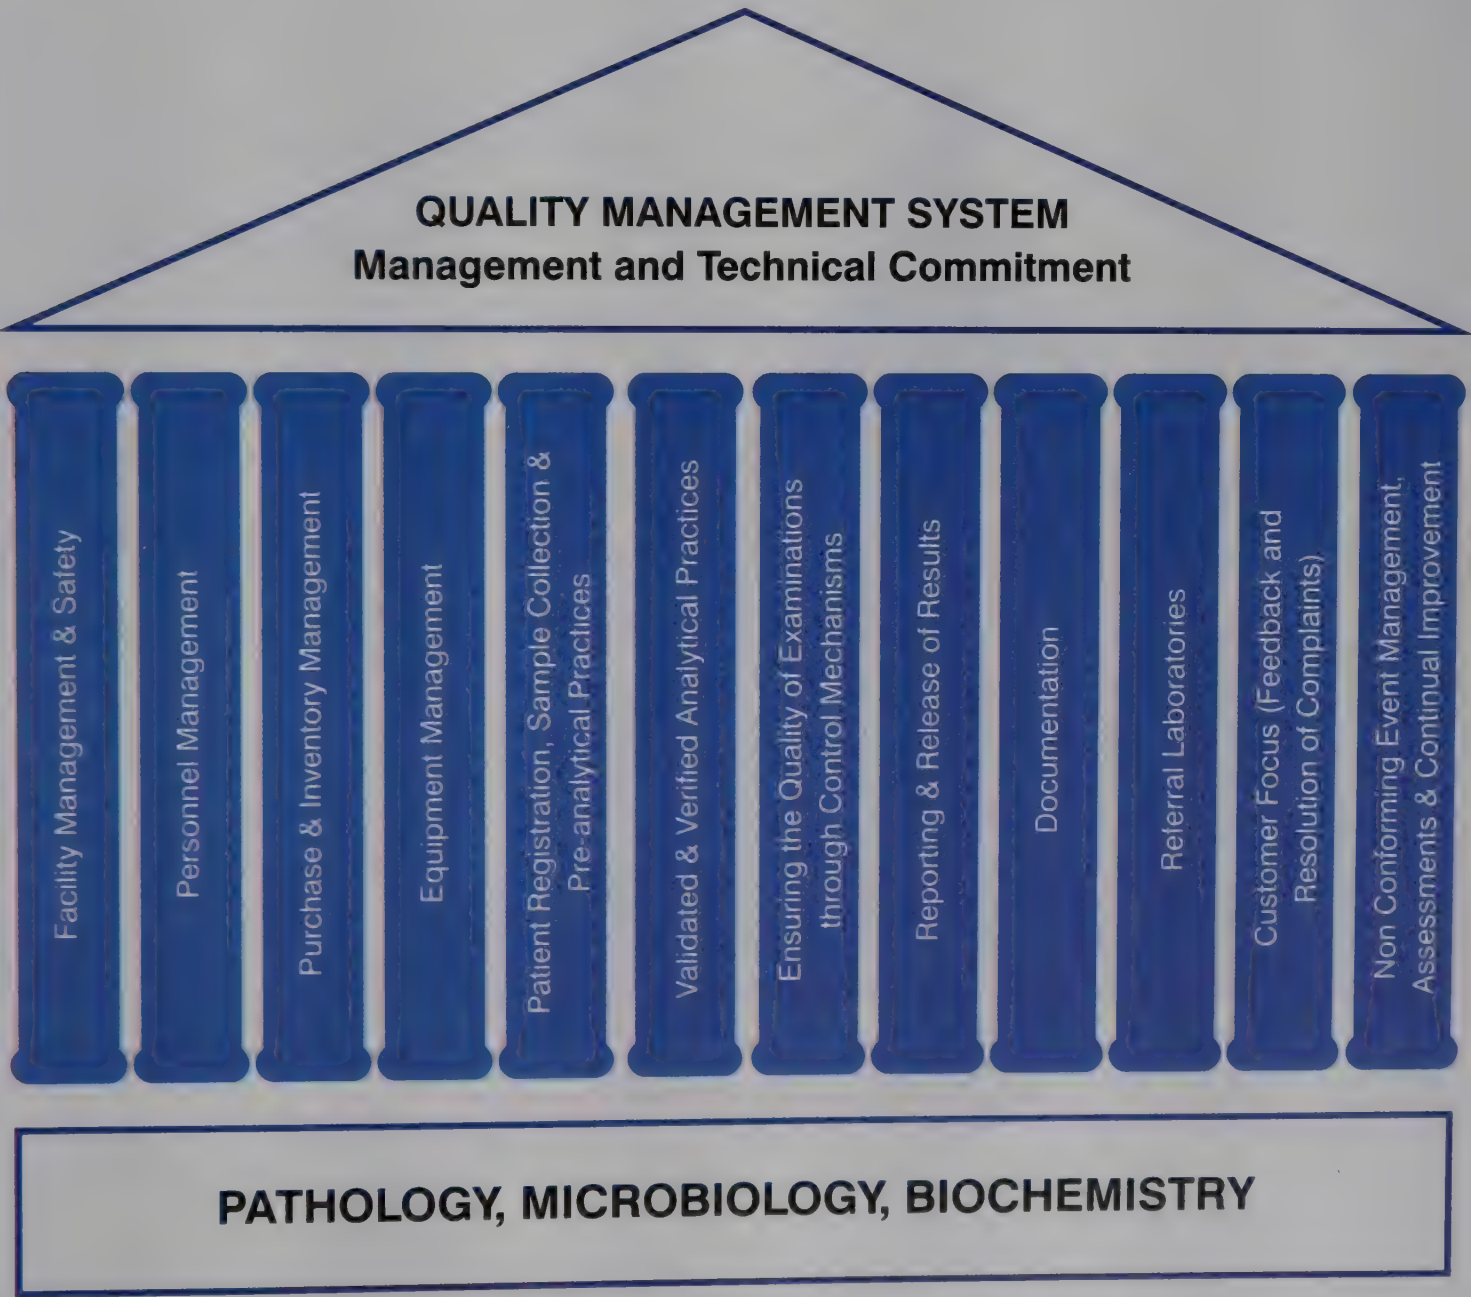 QUALITY MANAGEMENT SYSTEM
Management and Technical Commitment
Facility Management & Safety
Personnel Management
Purchase & Inventory Management
Equipment Management
Patient Registration, Sample Collection &
Pre-analytical Practices
Validated & Verified Analytical Practices
Ensuring the Quality of Examinations
through Control Mechanisms
Reporting & Release of Results
Documentation
Referral Laboratories
Customer Focus (Feedback and
Resolution of Complaints)
Non Conforming Event Management,
Assessments & Continual Improvement
PATHOLOGY, MICROBIOLOGY, BIOCHEMISTRY